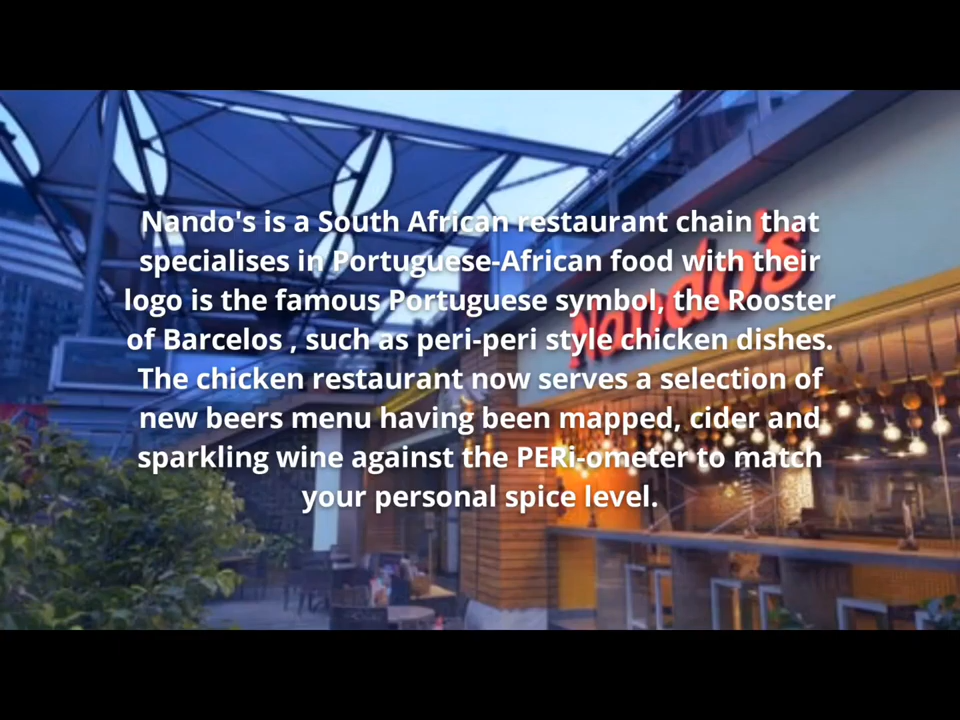 Nando's is a South African restaurant chain that
specialises in Portuguese-African food with their
logo is the famous Portuguese symbol, the Rooster
of Barcelos , such as peri-peri style chicken dishes.
The chicken restaurant now serves a selection of
new beers menu having been mapped, cider and
sparkling wine against the PERi-ometer to match
your personal spice level.
Nando's